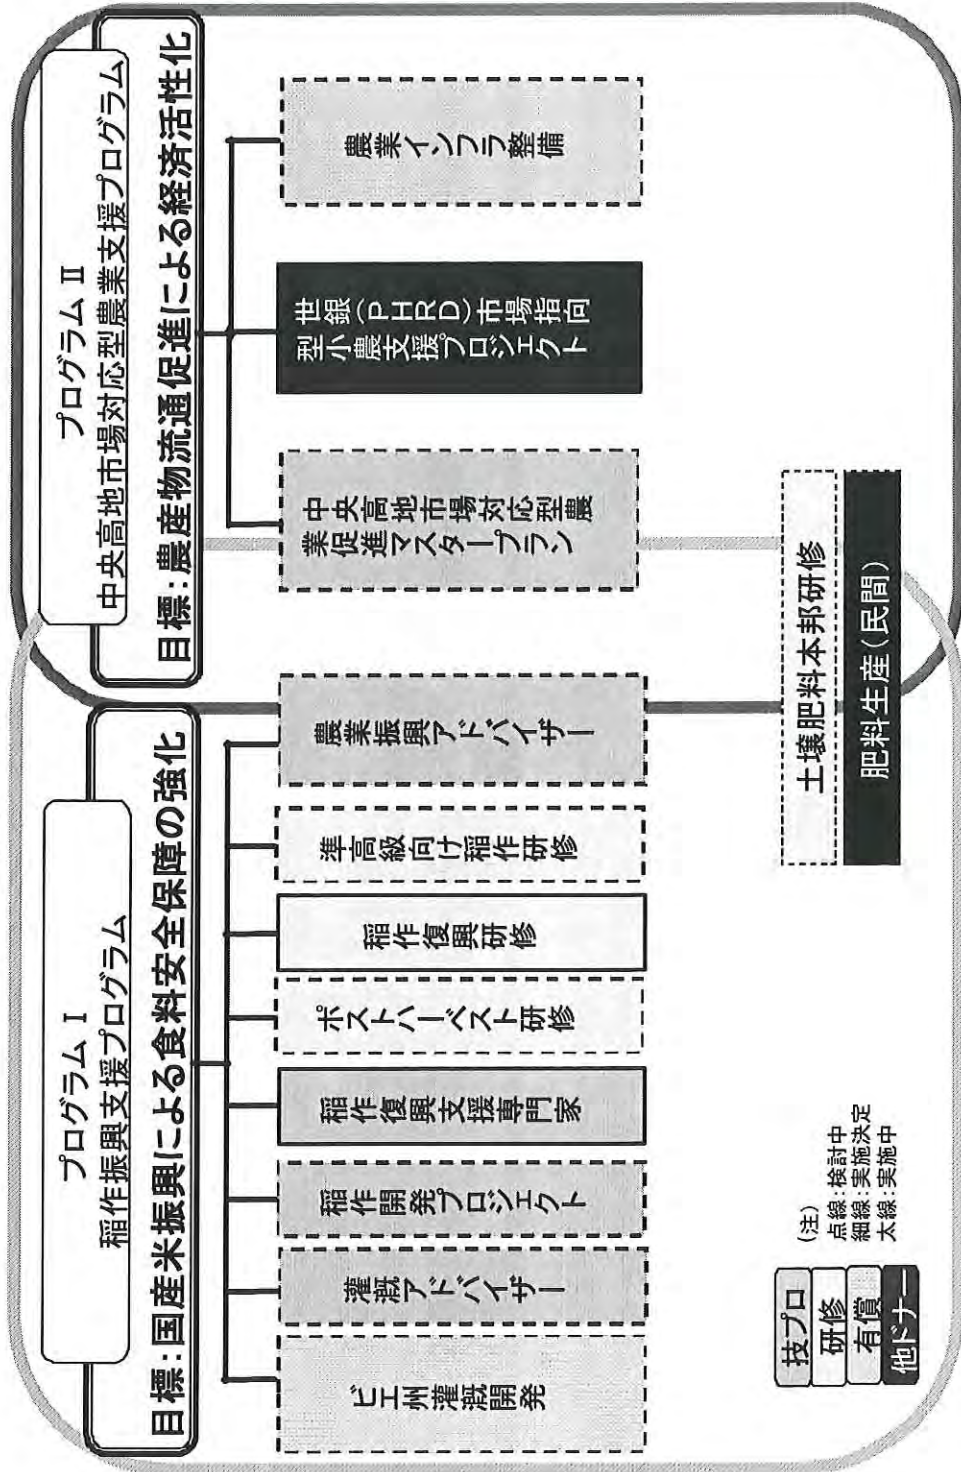 プログラム Ⅰ
稲作振興支援プログラム
目標:国産米振興による食料安全保障の強化
ビエ州灌漑開発
灌漑アドバイザー
稲作開発プロジェクト
稲作復興支援専門家
ポストハーベスト研修
稲作復興研修
準高級向け稲作研修
農業振興アドバイザー
プログラム Ⅱ
中央高地市場対応型農業支援プログラム
目標:農産物流通促進による経済活性化
中央高地市場対応型農
業促進マスタープラン
世銀(PHRD)市場指向
型小農支援プロジェクト
農業インフラ整備
土壌肥料本邦研修
肥料生産(民間)
技プロ
研修
有償
他ドナー
(注)
点線:検討中
細線:実施決定
太線:実施中